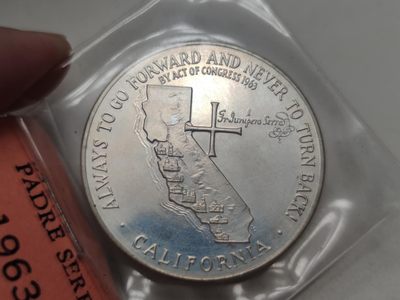 ALWAYS TO GO FORWARD AND NEVER TO TURN BACK!
BY ACT OF CONGRESS 1963
Fr Junípero Serra
· CALIFORNIA ·
PADRE SERR
1963